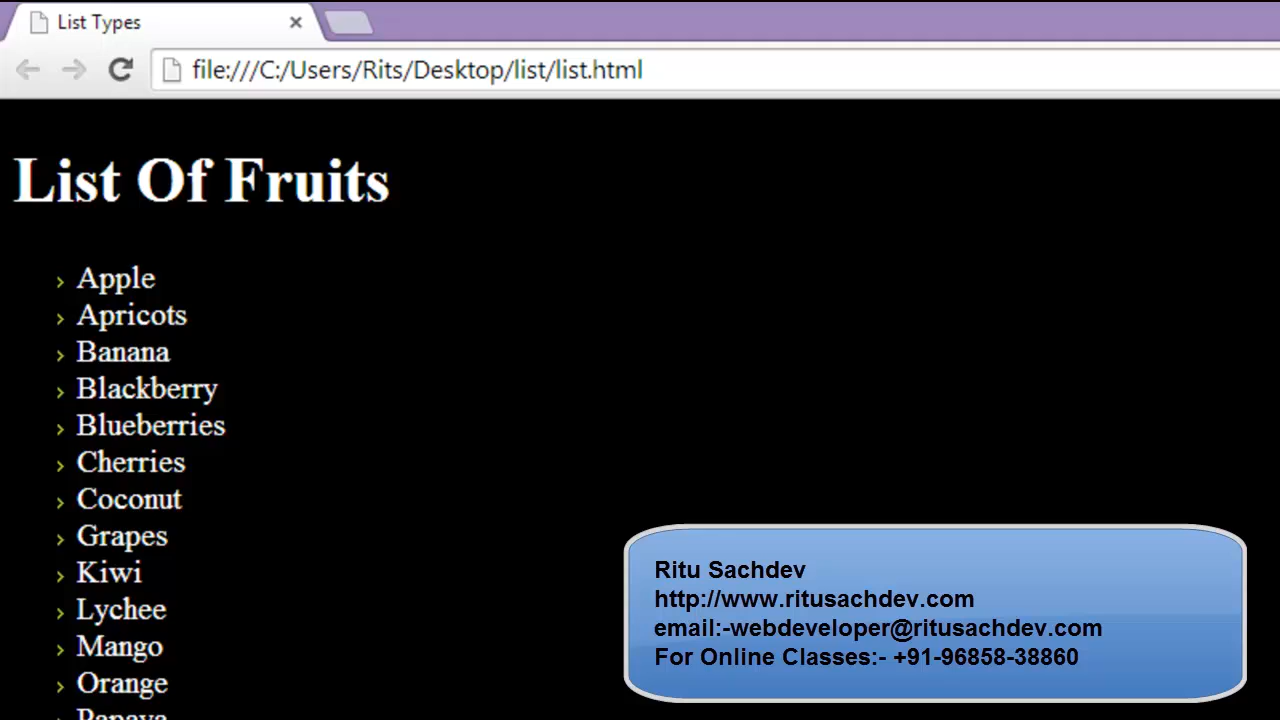 List Types
file:///C:/Users/Rits/Desktop/list/list.html
List Of Fruits
Apple
Apricots
Banana
Blackberry
Blueberries
Cherries
Coconut
Grapes
Kiwi
Lychee
Mango
Orange
Papaya
Ritu Sachdev
http://www.ritusachdev.com
email:-webdeveloper@ritusachdev.com
For Online Classes:- +91-96858-38860